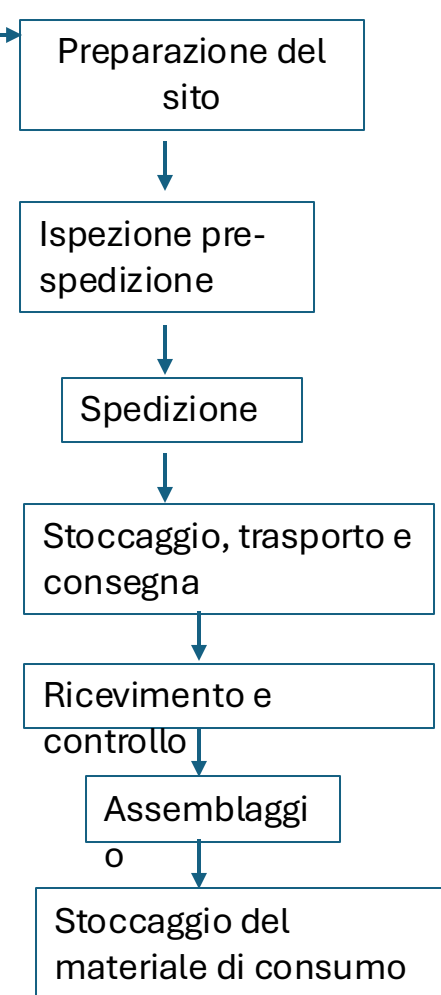 Preparazione del
sito
Ispezione pre-
spedizione
Spedizione
Stoccaggio, trasporto e
consegna
Ricevimento e
controllo
Assemblaggi
o
Stoccaggio del
materiale di consumo